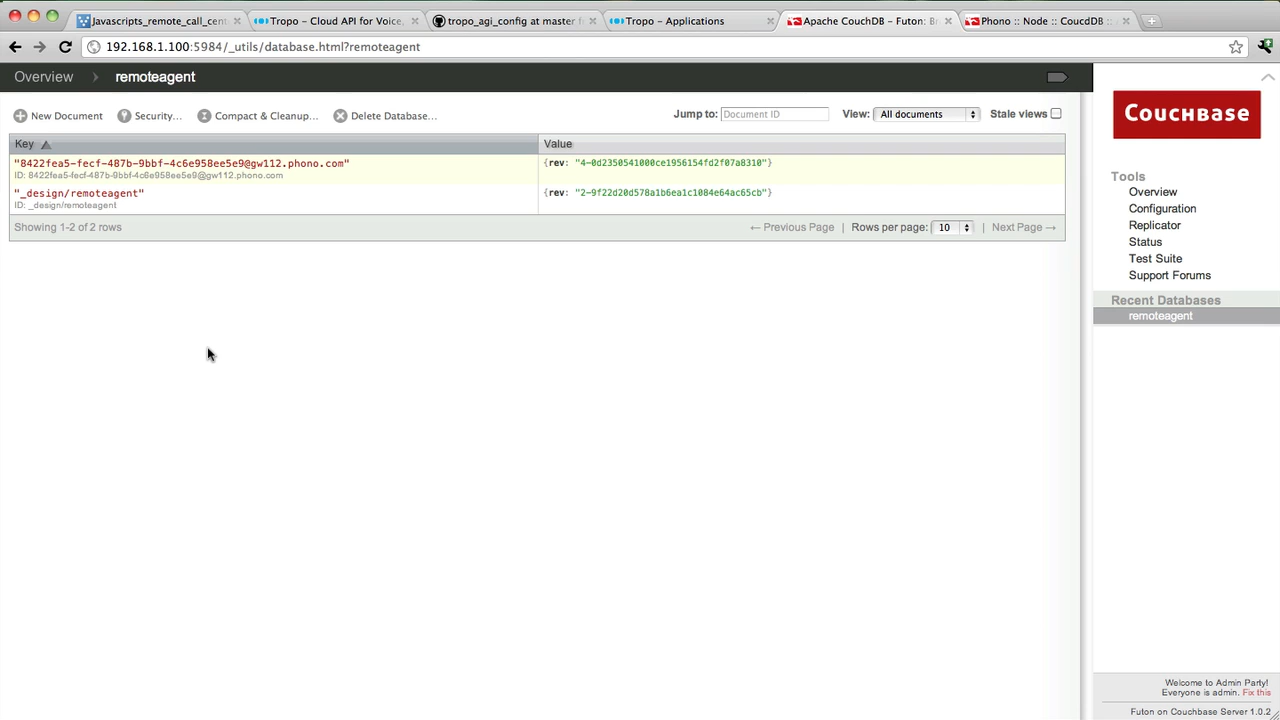 Javascripts_remote_call_cent
Tropo – Cloud API for Voice,
tropo_agi_config at master
Tropo – Applications
Apache CouchDB – Futon: B
Phono :: Node :: CoucdDB ::
192.168.1.100:5984/_utils/database.html?remoteagent
Overview remoteagent
New Document Security... Compact & Cleanup... Delete Database... Jump to: Document ID View: All documents Stale views
Key Value
"8422fea5-fecf-487b-9bbf-4c6e958ee5e9@gw112.phono.com" {rev: "4-0d2350541000ce1956154fd2f07a8310"}
ID: 8422fea5-fecf-487b-9bbf-4c6e958ee5e9@gw112.phono.com
"_design/remoteagent" {rev: "2-9f22d20d578a1b6ea1c1084e64ac65cb"}
ID: _design/remoteagent
Showing 1-2 of 2 rows ← Previous Page | Rows per page: 10 | Next Page →
COUCHBASE
Tools
Overview
Configuration
Replicator
Status
Test Suite
Support Forums
Recent Databases
remoteagent
Welcome to Admin Party!
Everyone is admin. Fix this
Futon on Couchbase Server 1.0.2